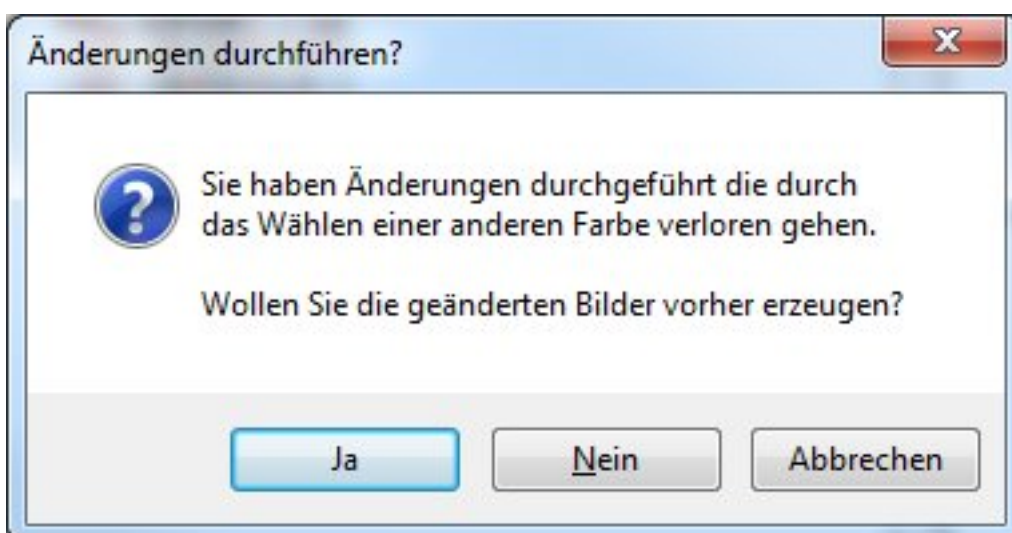 Änderungen durchführen?
Sie haben Änderungen durchgeführt die durch
das Wählen einer anderen Farbe verloren gehen.
Wollen Sie die geänderten Bilder vorher erzeugen?
Ja
Nein
Abbrechen